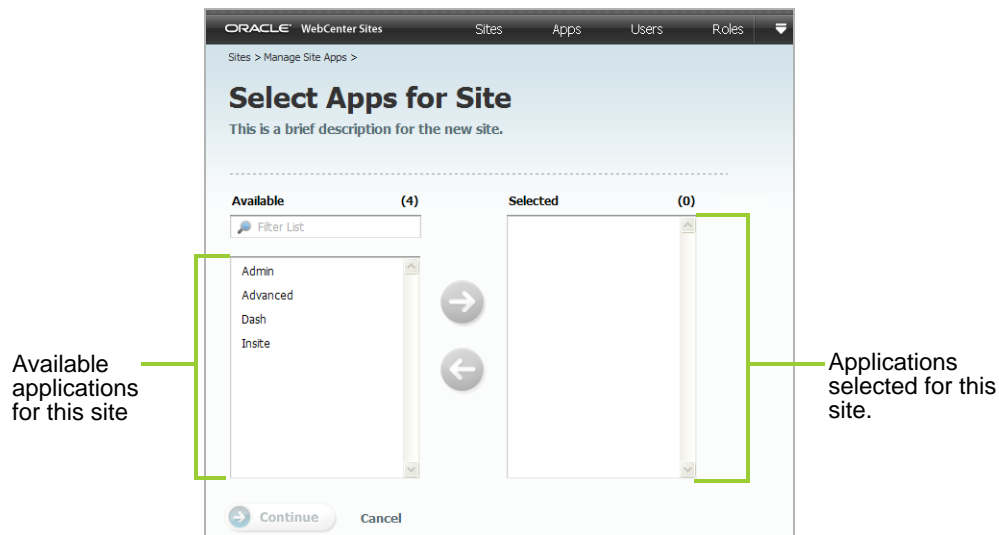 ORACLE WebCenter Sites Sites Apps Users Roles
Sites > Manage Site Apps >
Select Apps for Site
This is a brief description for the new site.
Available (4) Selected (0)
Filter List
Admin
Advanced
Dash
Insite
Available
applications
for this site
Applications
selected for this
site.
Continue Cancel